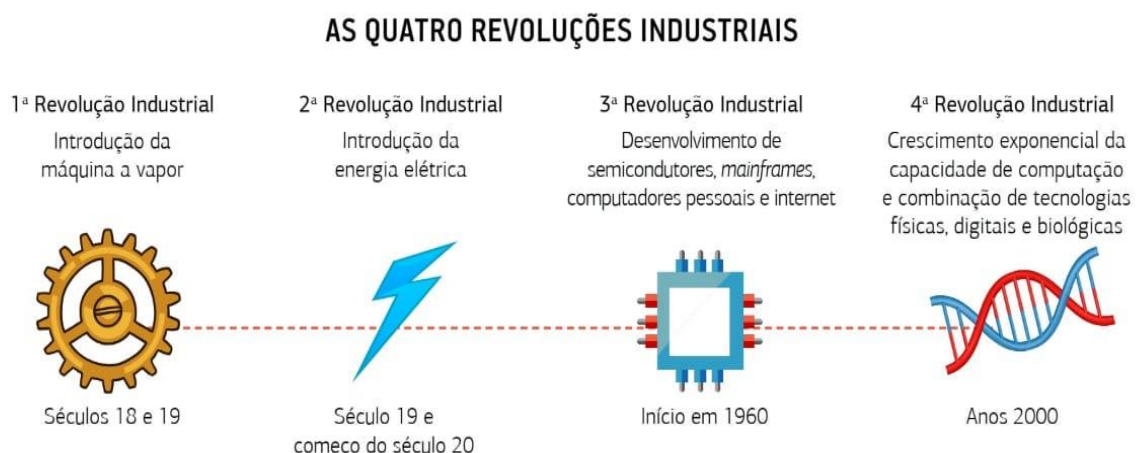 AS QUATRO REVOLUÇÕES INDUSTRIAIS
1ª Revolução Industrial
Introdução da
máquina a vapor
Séculos 18 e 19
2ª Revolução Industrial
Introdução da
energia elétrica
Século 19 e
começo do século 20
3ª Revolução Industrial
Desenvolvimento de
semicondutores, mainframes,
computadores pessoais e internet
Início em 1960
4ª Revolução Industrial
Crescimento exponencial da
capacidade de computação
e combinação de tecnologias
físicas, digitais e biológicas
Anos 2000